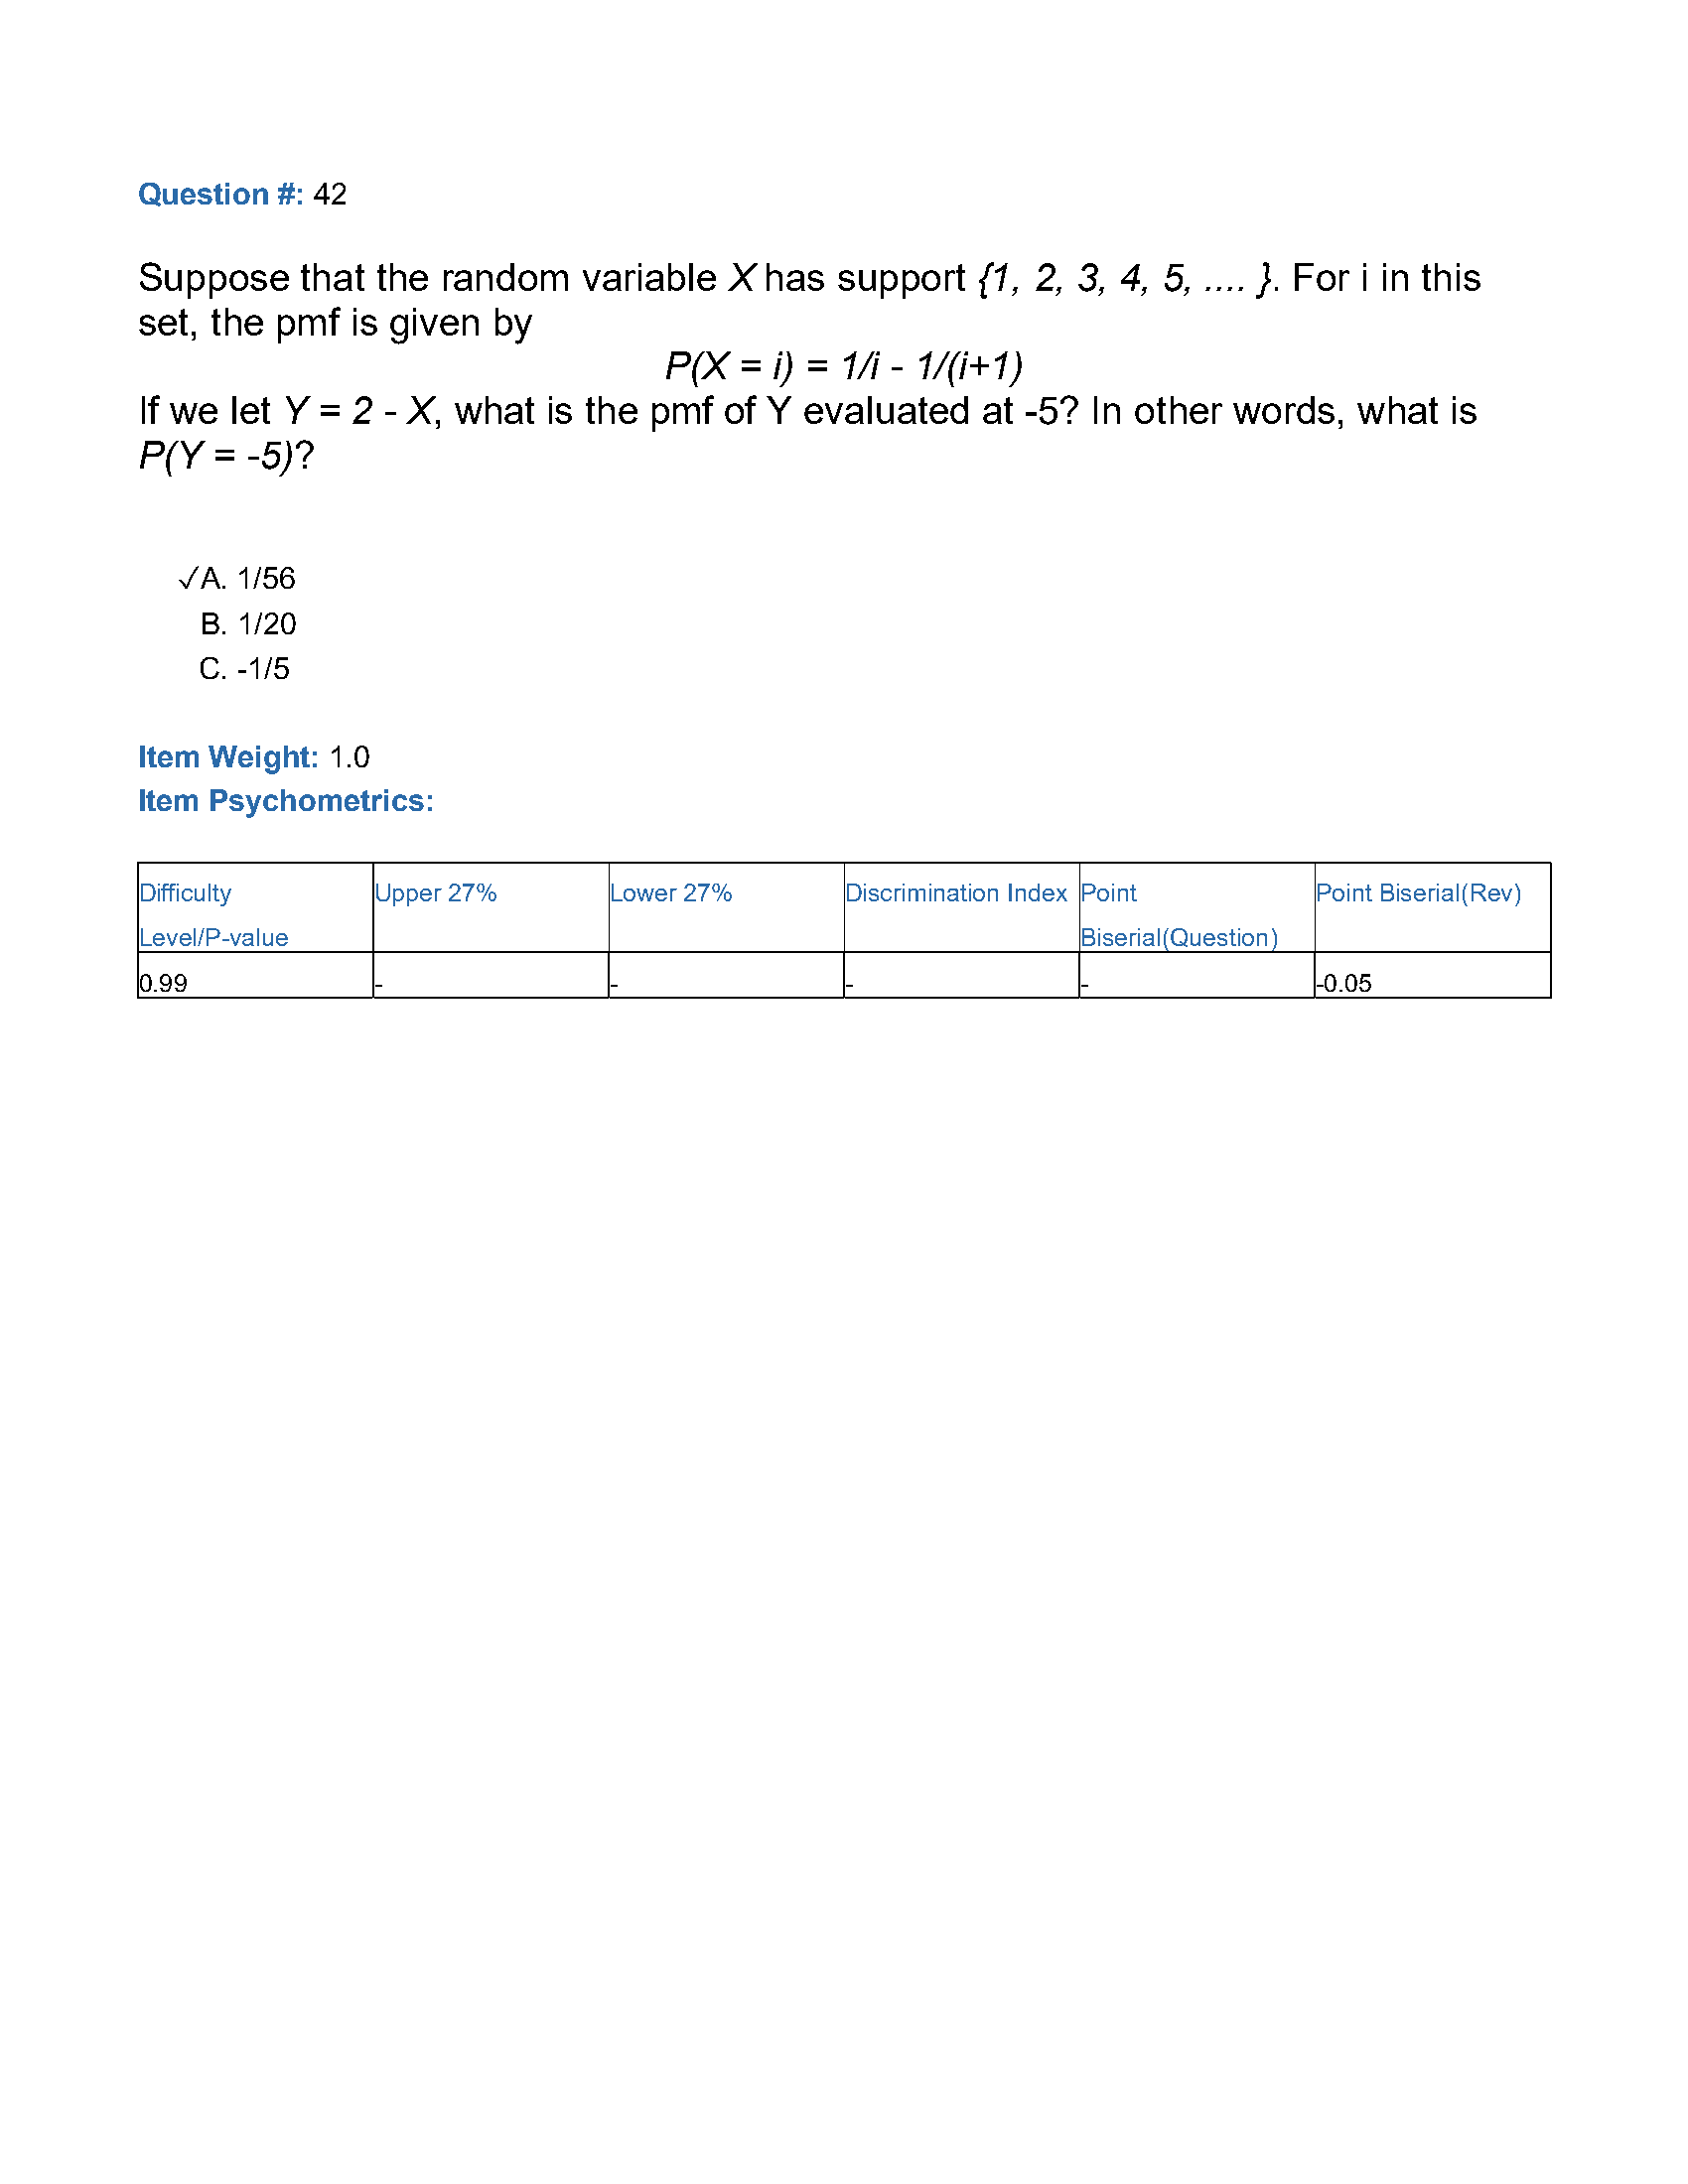 Question #: 42
Suppose that the random variable X has support {1, 2, 3, 4, 5, .... }. For i in this
set, the pmf is given by
P(X = i) = 1/i - 1/(i+1)
If we let Y = 2 - X, what is the pmf of Y evaluated at -5? In other words, what is
P(Y = -5)?
✓A. 1/56
B. 1/20
C. -1/5
Item Weight: 1.0
Item Psychometrics:
Difficulty Level/P-value Upper 27% Lower 27% Discrimination Index Point Biserial(Question) Point Biserial(Rev)
0.99 - - - - -0.05